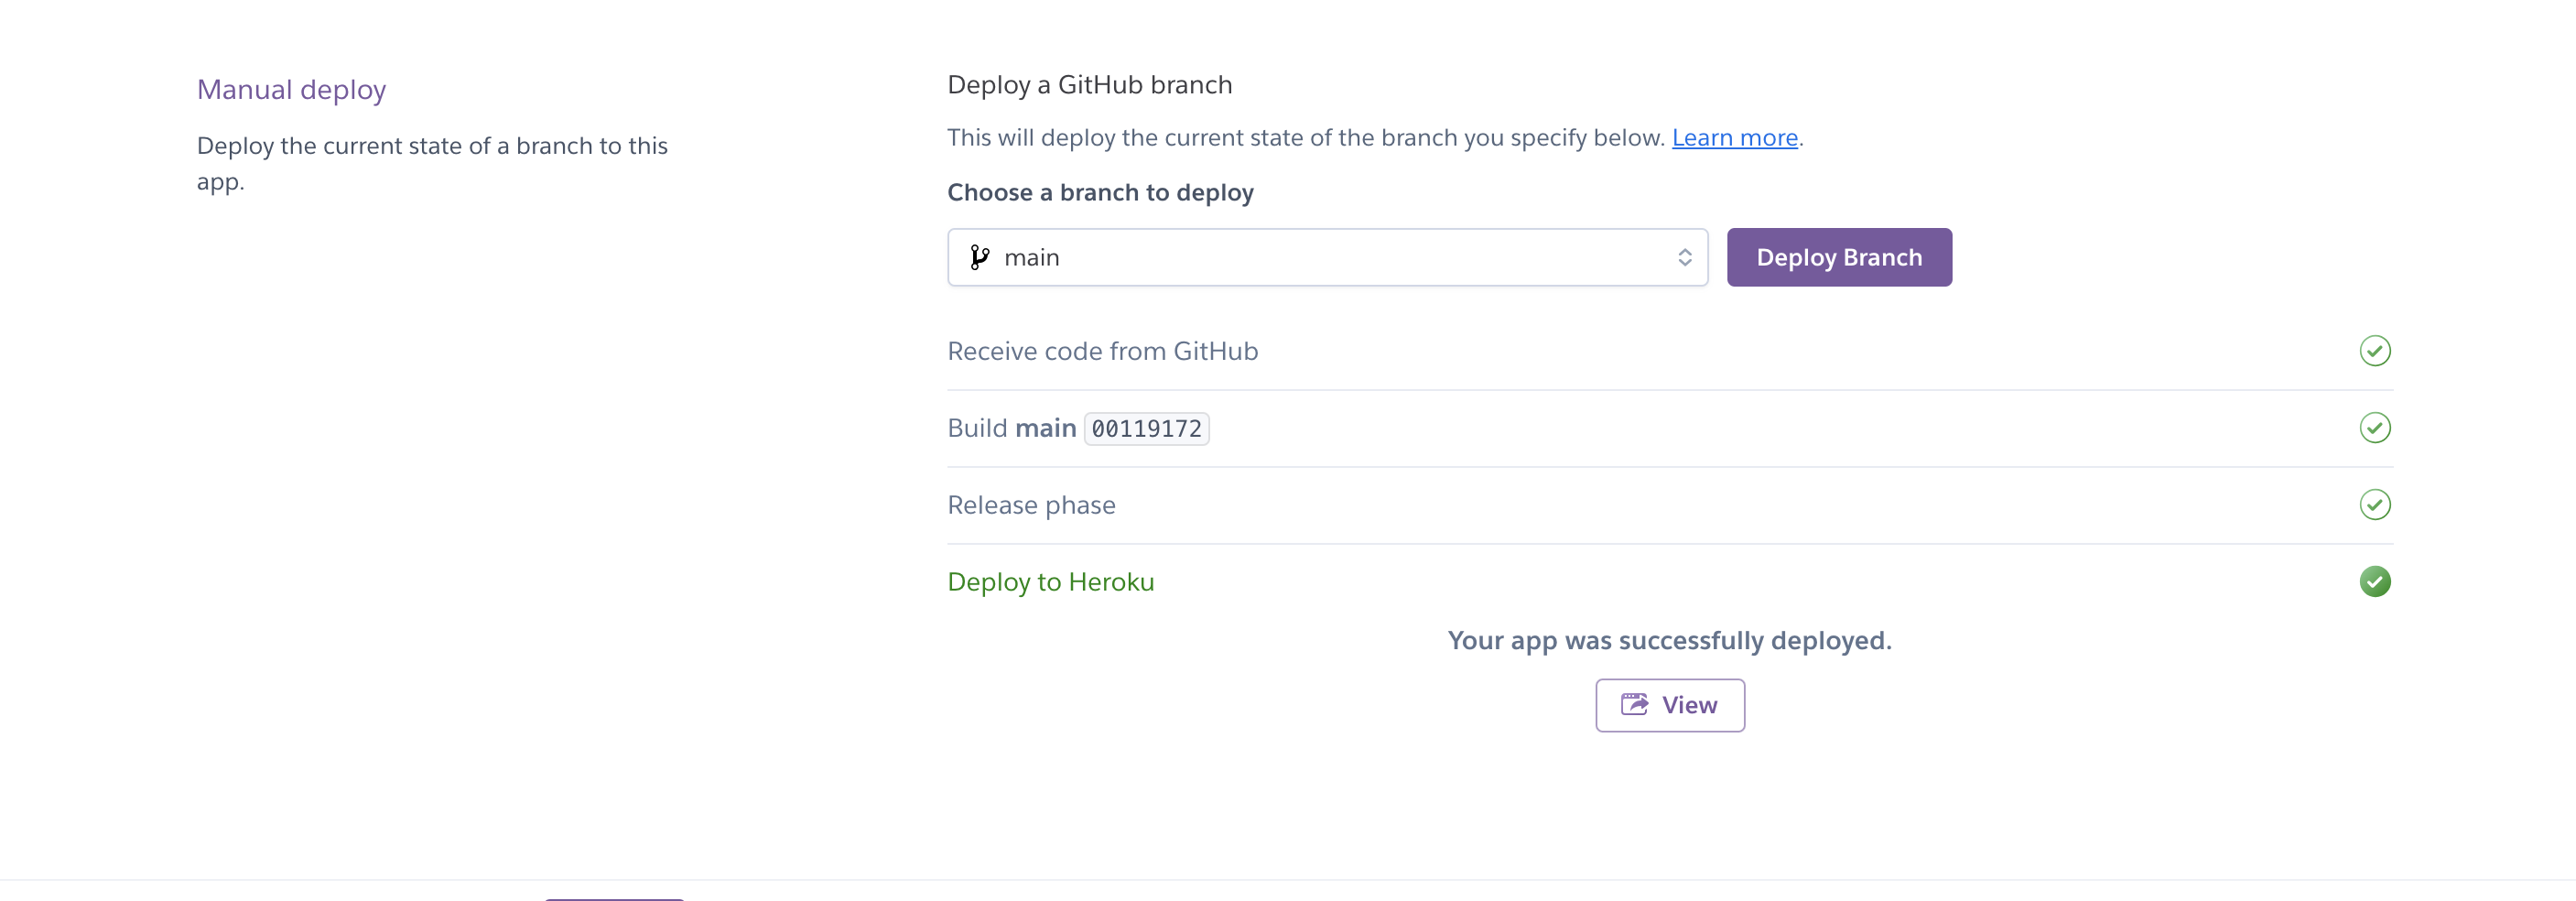 Manual deploy
Deploy the current state of a branch to this
app.
Deploy a GitHub branch
This will deploy the current state of the branch you specify below. Learn more.
Choose a branch to deploy
main
Deploy Branch
Receive code from GitHub
Build main 00119172
Release phase
Deploy to Heroku
Your app was successfully deployed.
View